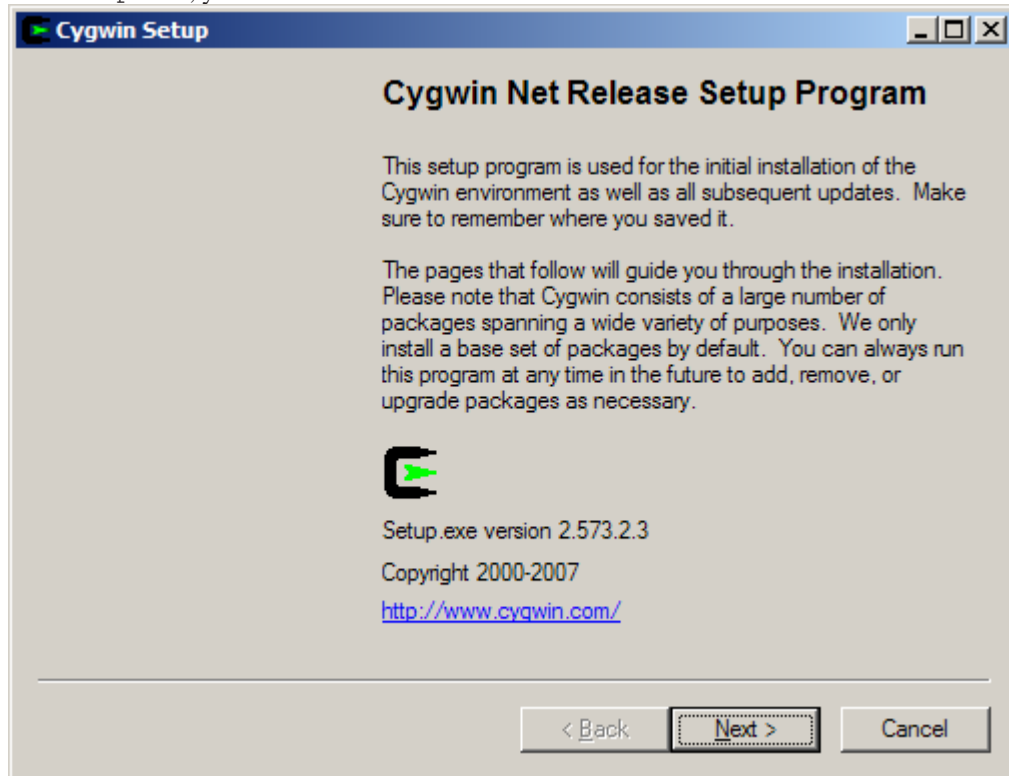 Cygwin Setup
Cygwin Net Release Setup Program
This setup program is used for the initial installation of the
Cygwin environment as well as all subsequent updates.  Make
sure to remember where you saved it.
The pages that follow will guide you through the installation.
Please note that Cygwin consists of a large number of
packages spanning a wide variety of purposes.  We only
install a base set of packages by default.  You can always run
this program at any time in the future to add, remove, or
upgrade packages as necessary.
Setup.exe version 2.573.2.3
Copyright 2000-2007
http://www.cygwin.com/
< Back
Next >
Cancel